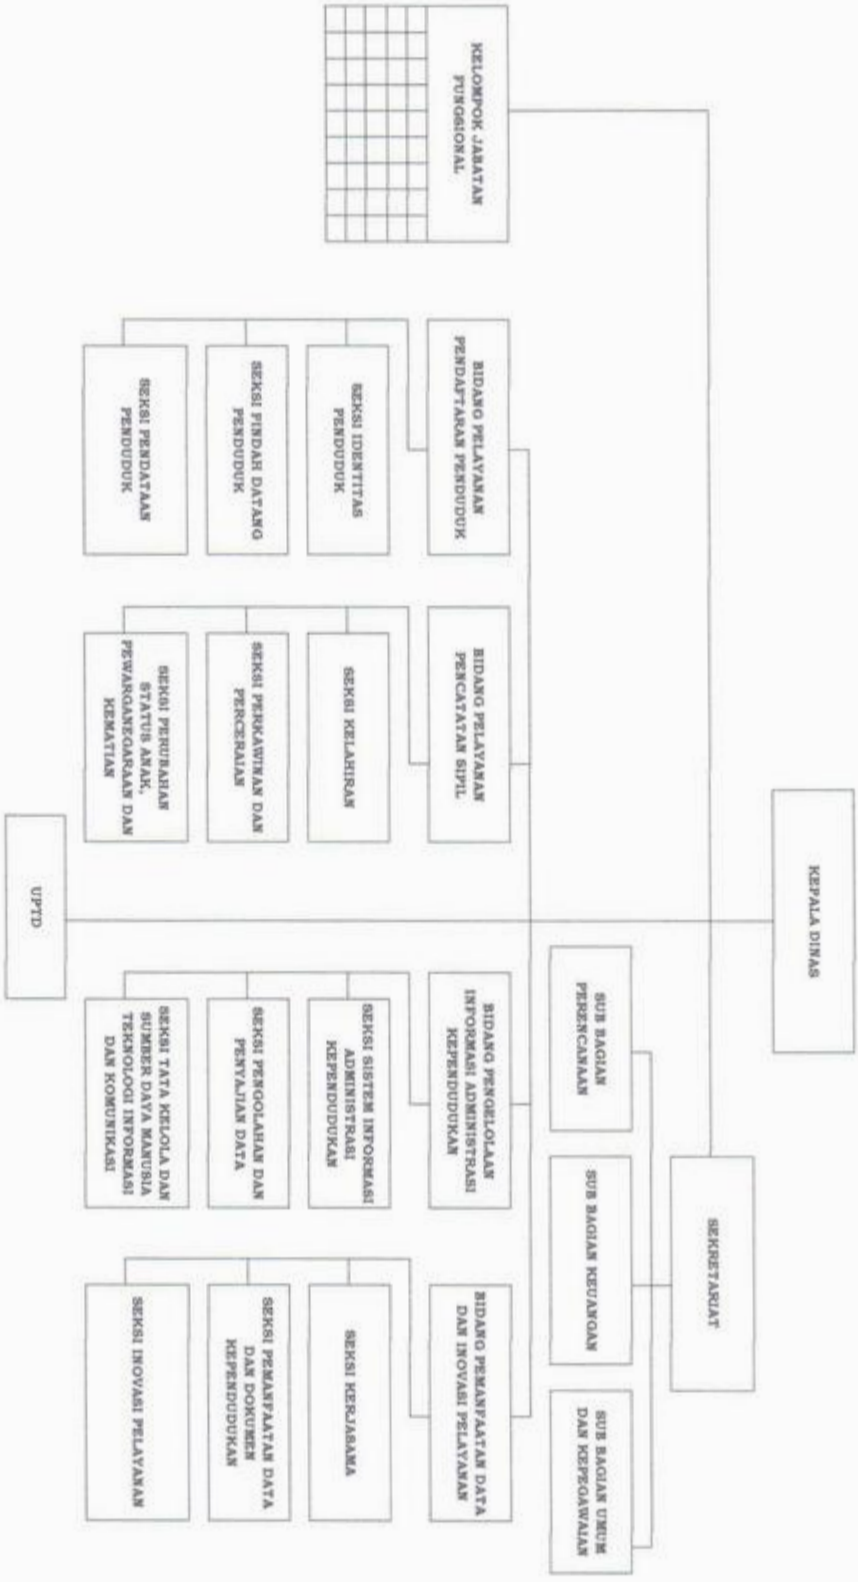 KEPALA DINAS
SEKRETARIAT
KELOMPOK JABATAN
FUNGSIONAL
SUB BAGIAN
PERENCANAAN
SUB BAGIAN KEUANGAN
SUB BAGIAN UMUM
DAN KEPEGAWAIAN
BIDANG PELAYANAN
PENDAFTARAN PENDUDUK
BIDANG PELAYANAN
PENCATATAN SIPIL
BIDANG PENGELOLAAN
INFORMASI ADMINISTRASI
KEPENDUDUKAN
BIDANG PEMANFAATAN DATA
DAN INOVASI PELAYANAN
SEKSI IDENTITAS
PENDUDUK
SEKSI KELAHIRAN
SEKSI SISTEM INFORMASI
ADMINISTRASI
KEPENDUDUKAN
SEKSI KERJASAMA
SEKSI PINDAH DATANG
PENDUDUK
SEKSI PERKAWINAN DAN
PERCERAIAN
SEKSI PENGOLAHAN DAN
PENYAJIAN DATA
SEKSI PEMANFAATAN DATA
DAN DOKUMEN
KEPENDUDUKAN
SEKSI PENDATAAN
PENDUDUK
SEKSI PERUBAHAN
STATUS ANAK,
PEWARGANEGARAAN DAN
KEMATIAN
SEKSI TATA KELOLA DAN
SUMBER DAYA MANUSIA
TEKNOLOGI INFORMASI
DAN KOMUNIKASI
SEKSI INOVASI PELAYANAN
UPTD